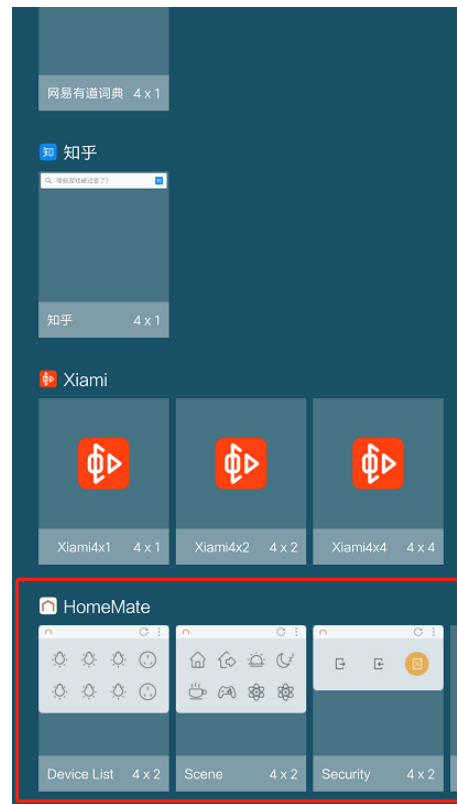 网易有道词典 4 x 1
知 知乎
知乎 4 x 1
Xiami
Xiami4x1 4 x 1
Xiami4x2 4 x 2
Xiami4x4 4 x 4
HomeMate
Device List 4 x 2
Scene 4 x 2
Security 4 x 2